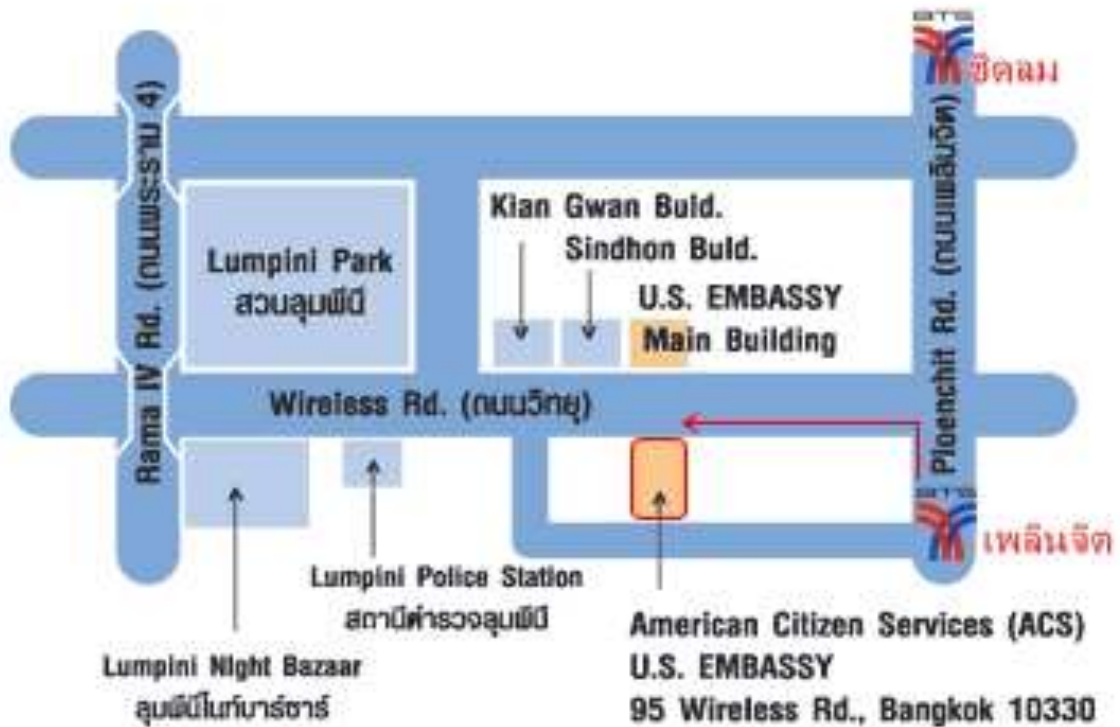 BTS
ชิดลม
Rama IV Rd. (ถนนพระราม 4)
Ploenchit Rd. (ถนนเพลินจิต)
Kian Gwan Buld.
Sindhon Buld.
Lumpini Park
สวนลุมพีนี
U.S. EMBASSY
Main Building
Wireless Rd. (ถนนวิทยุ)
BTS
เพลินจิต
Lumpini Police Station
สถานีตำรวจลุมพีนี
Lumpini Night Bazaar
ลุมพีนีไนท์บาร์ซาร์
American Citizen Services (ACS)
U.S. EMBASSY
95 Wireless Rd., Bangkok 10330